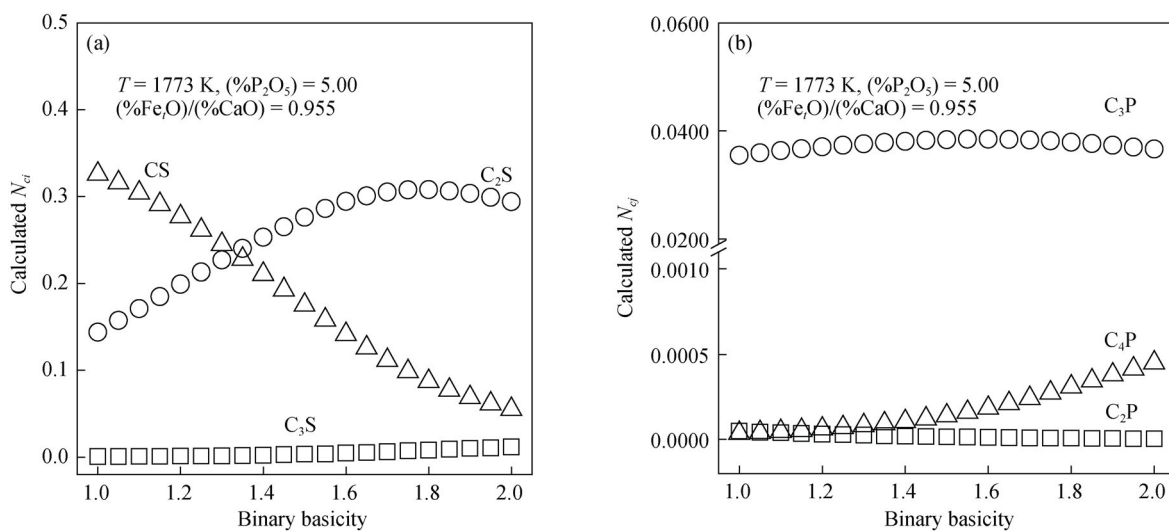 (a)
T = 1773 K, (%P₂O₅) = 5.00
(%FeₜO)/(%CaO) = 0.955
CS
C₂S
C₃S
0.5
0.4
0.3
0.2
0.1
0.0
Calculated N_ci
1.0 1.2 1.4 1.6 1.8 2.0
Binary basicity
(b)
T = 1773 K, (%P₂O₅) = 5.00
(%FeₜO)/(%CaO) = 0.955
C₃P
C₄P
C₂P
0.0600
0.0400
0.0200
0.0010
0.0005
0.0000
Calculated N_cj
1.0 1.2 1.4 1.6 1.8 2.0
Binary basicity